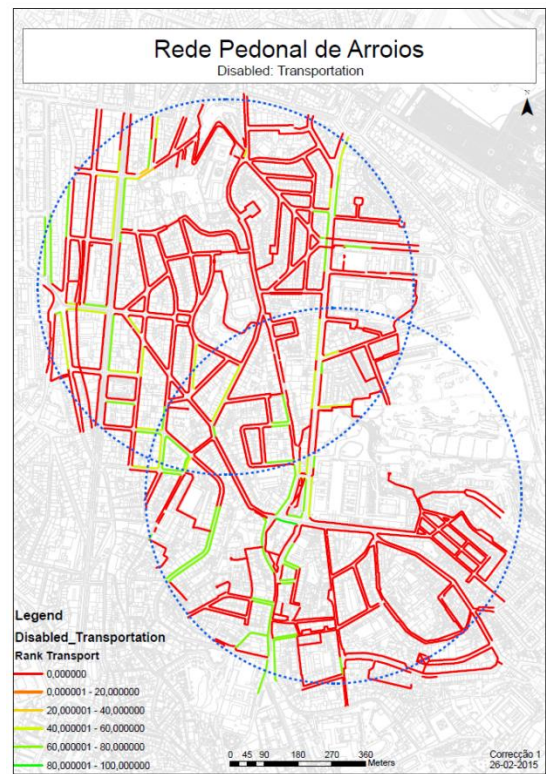 Rede Pedonal de Arroios
Disabled: Transportation
N
Legend
Disabled_Transportation
Rank Transport
0,000000
0,000001 - 20,000000
20,000001 - 40,000000
40,000001 - 60,000000
60,000001 - 80,000000
80,000001 - 100,000000
0 45 90 180 270 360
Meters
Correcção 1
26-02-2015